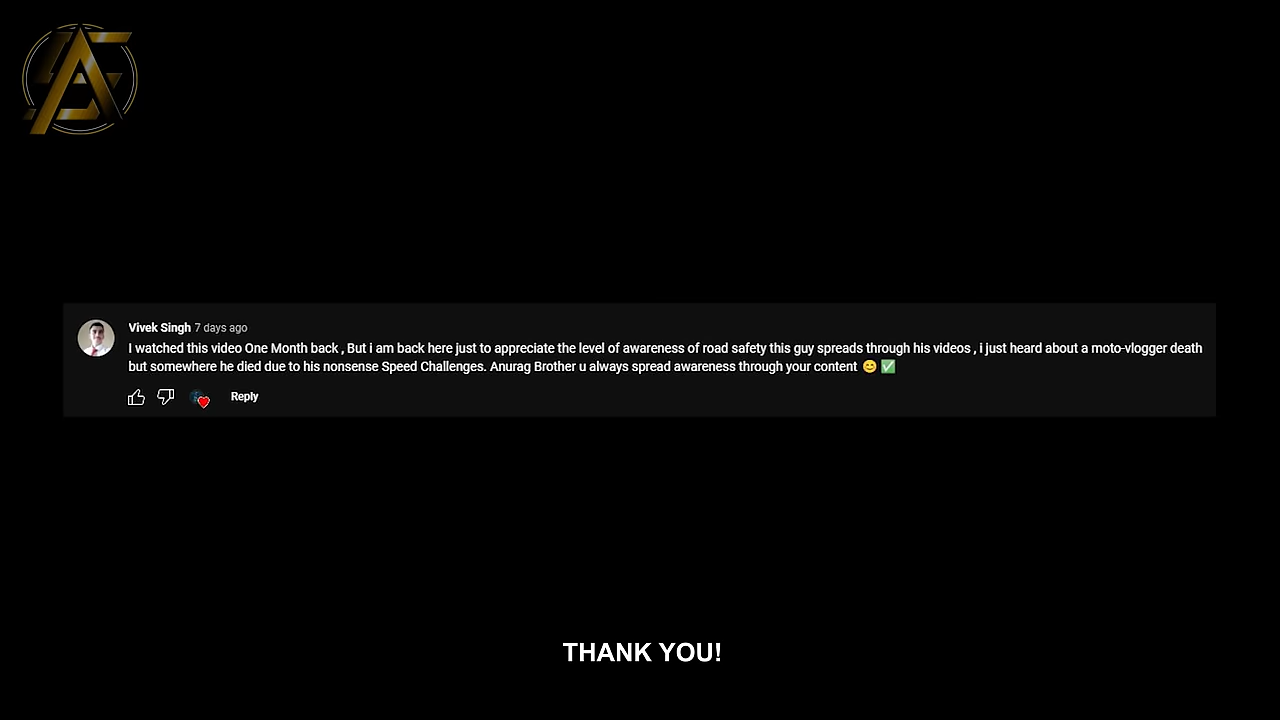 Vivek Singh 7 days ago
I watched this video One Month back , But i am back here just to appreciate the level of awareness of road safety this guy spreads through his videos , i just heard about a moto-vlogger death
but somewhere he died due to his nonsense Speed Challenges. Anurag Brother u always spread awareness through your content 😊 ✅
Reply
THANK YOU!